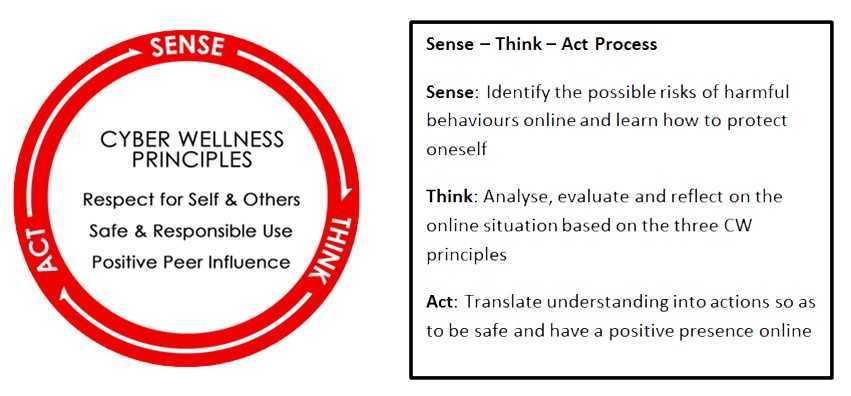 SENSE
CYBER WELLNESS
PRINCIPLES
Respect for Self & Others
Safe & Responsible Use
Positive Peer Influence
THINK
ACT
Sense – Think – Act Process
Sense: Identify the possible risks of harmful
behaviours online and learn how to protect
oneself
Think: Analyse, evaluate and reflect on the
online situation based on the three CW
principles
Act: Translate understanding into actions so as
to be safe and have a positive presence online